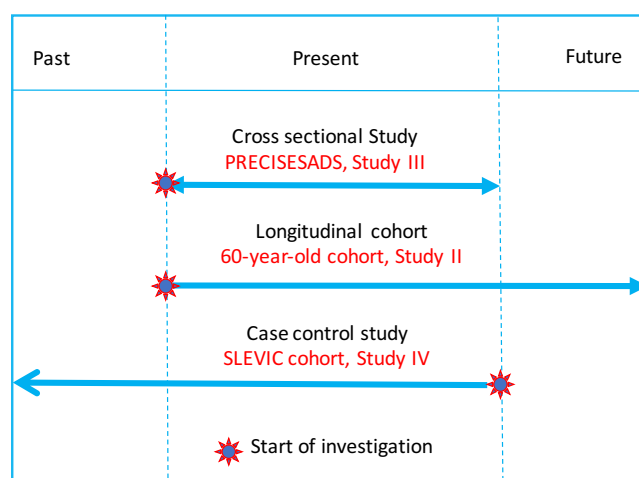 Past
Present
Future
Cross sectional Study
PRECISESADS, Study III
Longitudinal cohort
60-year-old cohort, Study II
Case control study
SLEVIC cohort, Study IV
Start of investigation